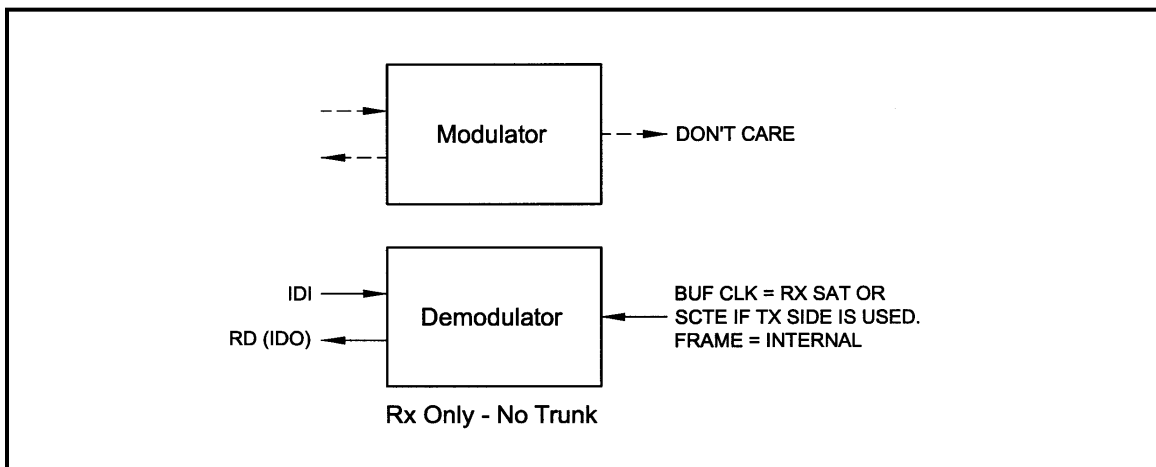 Modulator
DON'T CARE
IDI
RD (IDO)
Demodulator
BUF CLK = RX SAT OR
SCTE IF TX SIDE IS USED.
FRAME = INTERNAL
Rx Only - No Trunk